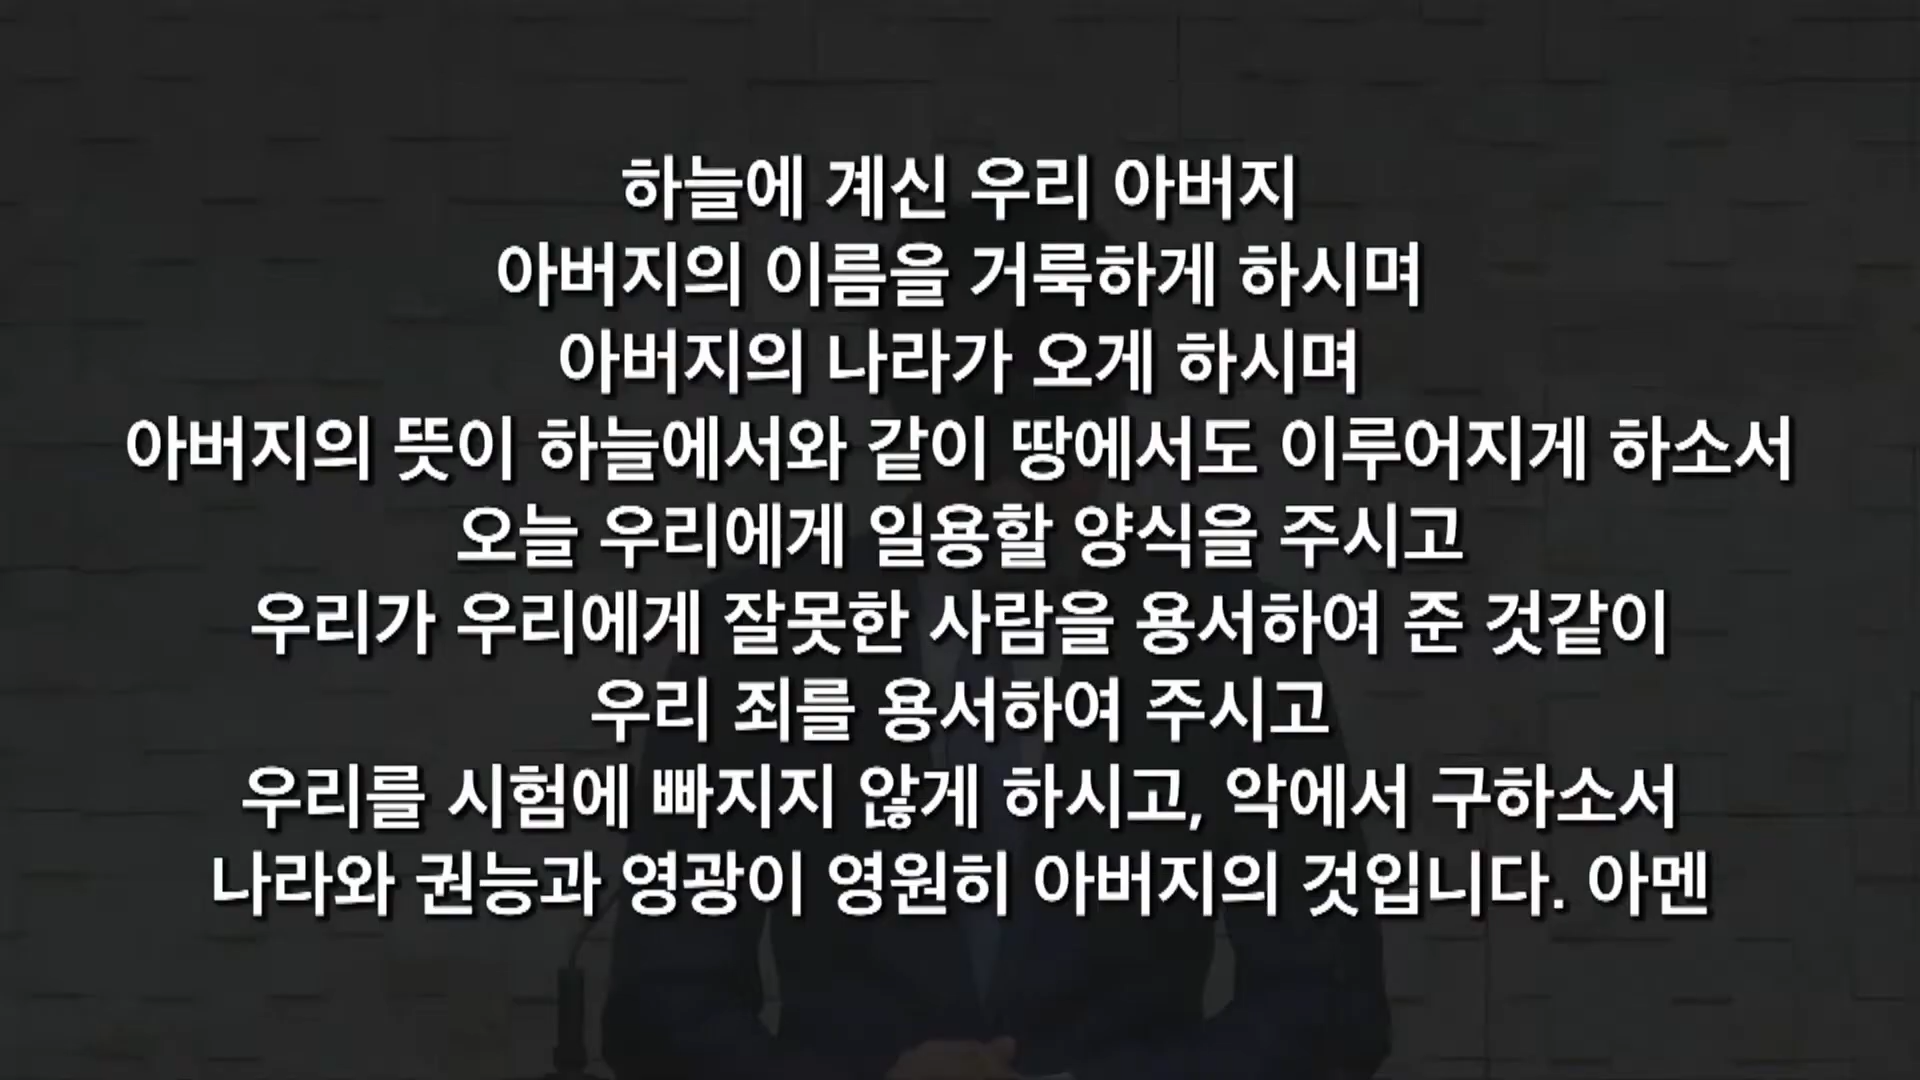 하늘에 계신 우리 아버지
아버지의 이름을 거룩하게 하시며
아버지의 나라가 오게 하시며
아버지의 뜻이 하늘에서와 같이 땅에서도 이루어지게 하소서
오늘 우리에게 일용할 양식을 주시고
우리가 우리에게 잘못한 사람을 용서하여 준 것같이
우리 죄를 용서하여 주시고
우리를 시험에 빠지지 않게 하시고, 악에서 구하소서
나라와 권능과 영광이 영원히 아버지의 것입니다. 아멘